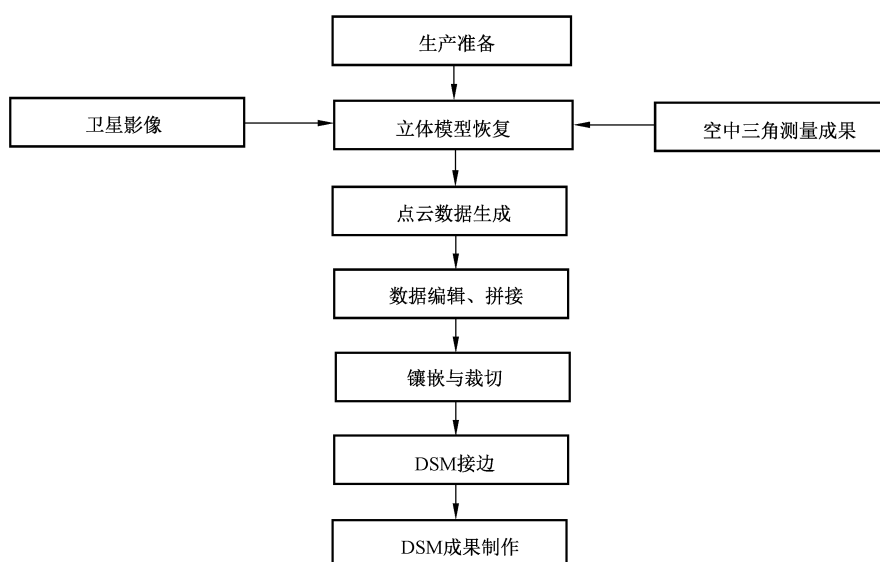 生产准备
卫星影像
立体模型恢复
空中三角测量成果
点云数据生成
数据编辑、拼接
镶嵌与裁切
DSM接边
DSM成果制作